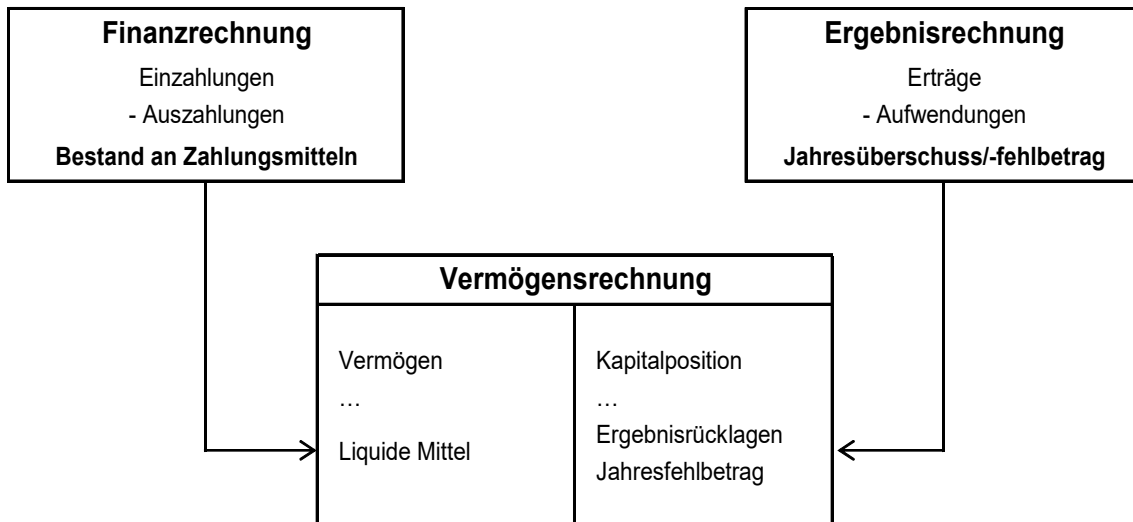 Finanzrechnung
Einzahlungen
- Auszahlungen
Bestand an Zahlungsmitteln
Ergebnisrechnung
Erträge
- Aufwendungen
Jahresüberschuss/-fehlbetrag
Vermögensrechnung
Vermögen
…
Liquide Mittel
Kapitalposition
…
Ergebnisrücklagen
Jahresfehlbetrag